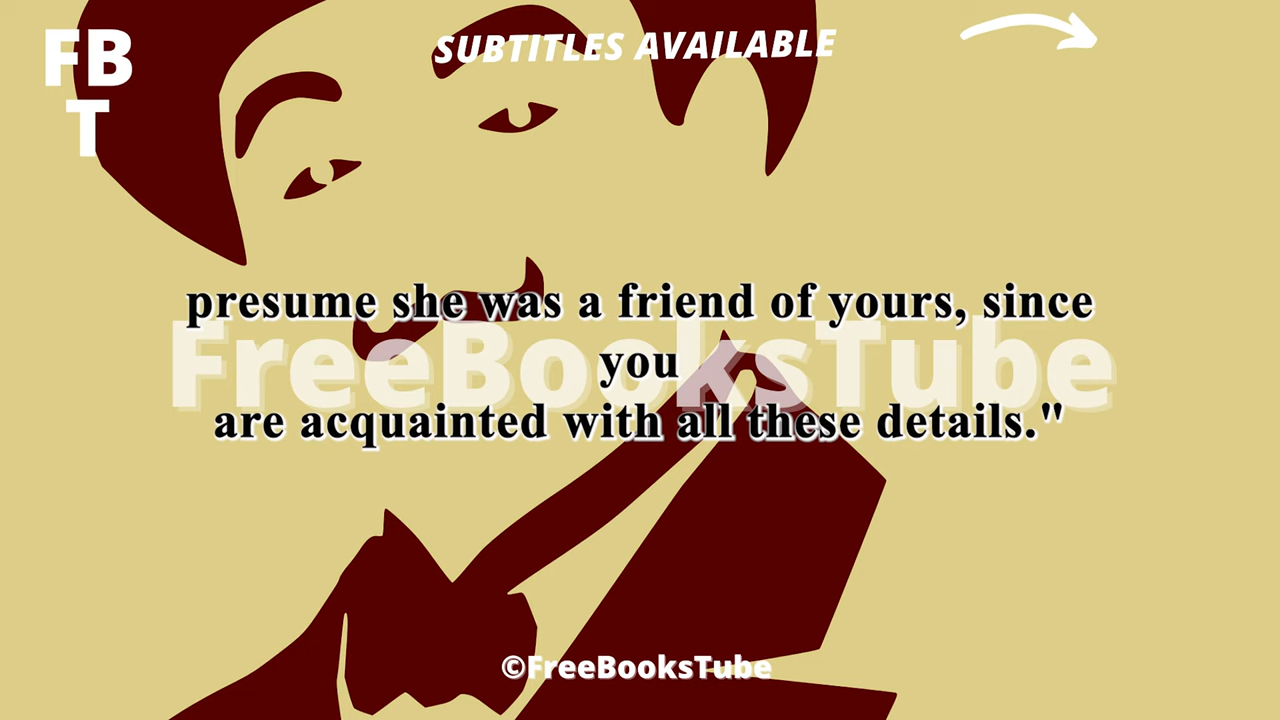 FB
T
SUBTITLES AVAILABLE
presume she was a friend of yours, since
you
are acquainted with all these details."
FreeBooksTube
©FreeBooksTube